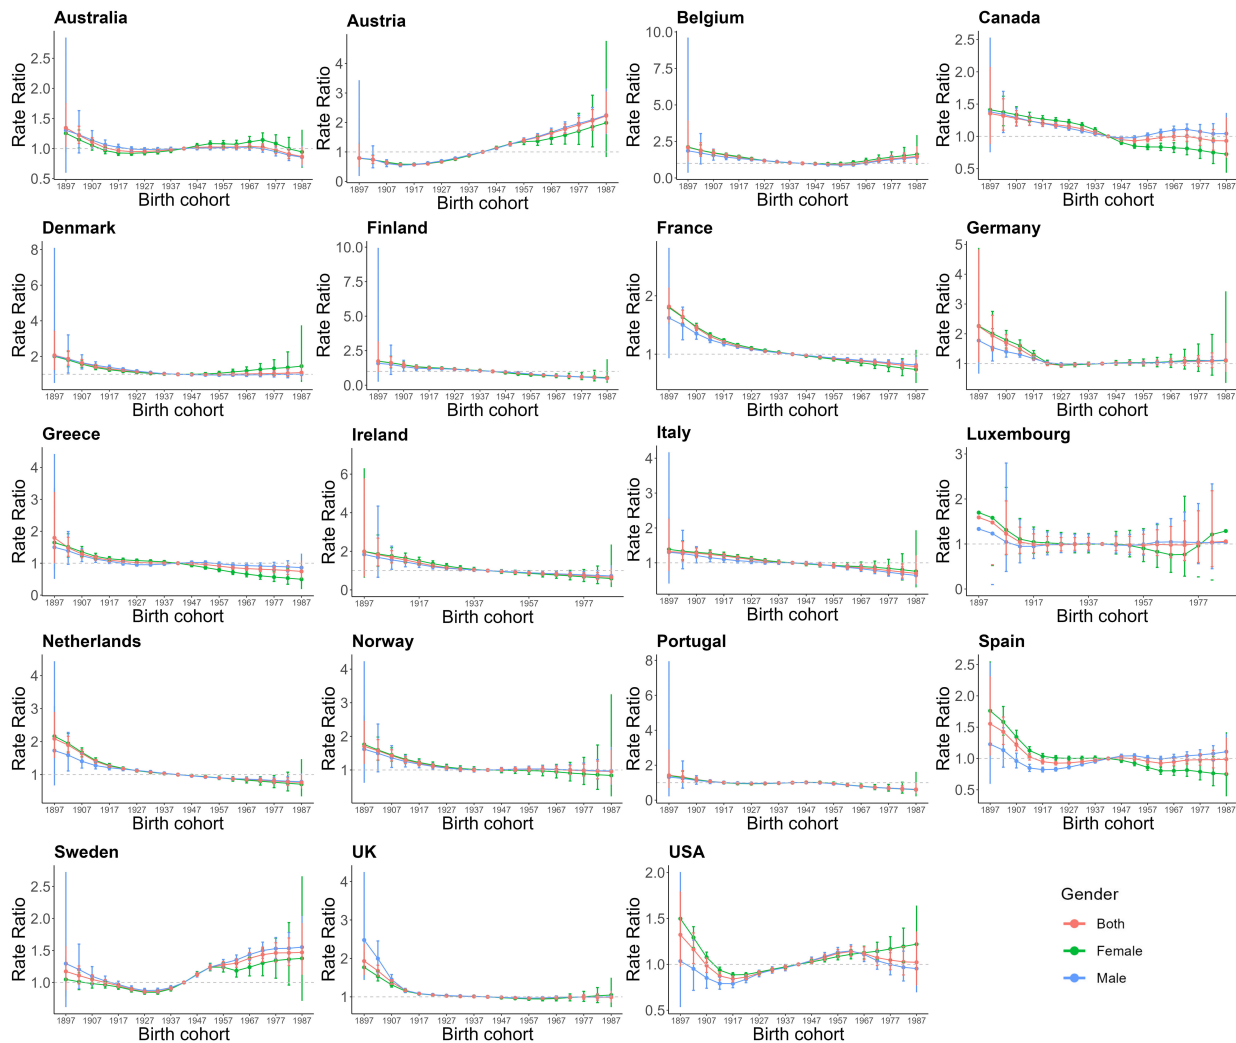 Australia
Rate Ratio
2.5
2.0
1.5
1.0
0.5
1897 1907 1917 1927 1937 1947 1957 1967 1977 1987
Birth cohort
Austria
Rate Ratio
4
3
2
1
0
1897 1907 1917 1927 1937 1947 1957 1967 1977 1987
Birth cohort
Belgium
Rate Ratio
10.0
7.5
5.0
2.5
0.0
1897 1907 1917 1927 1937 1947 1957 1967 1977 1987
Birth cohort
Canada
Rate Ratio
2.5
2.0
1.5
1.0
0.5
1897 1907 1917 1927 1937 1947 1957 1967 1977 1987
Birth cohort
Denmark
Rate Ratio
8
6
4
2
1897 1907 1917 1927 1937 1947 1957 1967 1977 1987
Birth cohort
Finland
Rate Ratio
10.0
7.5
5.0
2.5
0.0
1897 1907 1917 1927 1937 1947 1957 1967 1977 1987
Birth cohort
France
Rate Ratio
2
1
1897 1907 1917 1927 1937 1947 1957 1967 1977 1987
Birth cohort
Germany
Rate Ratio
5
4
3
2
1
1897 1907 1917 1927 1937 1947 1957 1967 1977 1987
Birth cohort
Greece
Rate Ratio
4
3
2
1
0
1897 1907 1917 1927 1937 1947 1957 1967 1977 1987
Birth cohort
Ireland
Rate Ratio
6
4
2
0
1897 1917 1937 1957 1977
Birth cohort
Italy
Rate Ratio
4
3
2
1
1897 1907 1917 1927 1937 1947 1957 1967 1977 1987
Birth cohort
Luxembourg
Rate Ratio
3
2
1
0
1897 1917 1937 1957 1977
Birth cohort
Netherlands
Rate Ratio
4
3
2
1
1897 1907 1917 1927 1937 1947 1957 1967 1977 1987
Birth cohort
Norway
Rate Ratio
4
3
2
1
1897 1907 1917 1927 1937 1947 1957 1967 1977 1987
Birth cohort
Portugal
Rate Ratio
8
6
4
2
0
1897 1907 1917 1927 1937 1947 1957 1967 1977 1987
Birth cohort
Spain
Rate Ratio
2.5
2.0
1.5
1.0
0.5
1897 1907 1917 1927 1937 1947 1957 1967 1977 1987
Birth cohort
Sweden
Rate Ratio
2.5
2.0
1.5
1.0
1897 1907 1917 1927 1937 1947 1957 1967 1977 1987
Birth cohort
UK
Rate Ratio
4
3
2
1
1897 1907 1917 1927 1937 1947 1957 1967 1977 1987
Birth cohort
USA
Rate Ratio
2.0
1.5
1.0
0.5
1897 1907 1917 1927 1937 1947 1957 1967 1977 1987
Birth cohort
Gender
Both
Female
Male